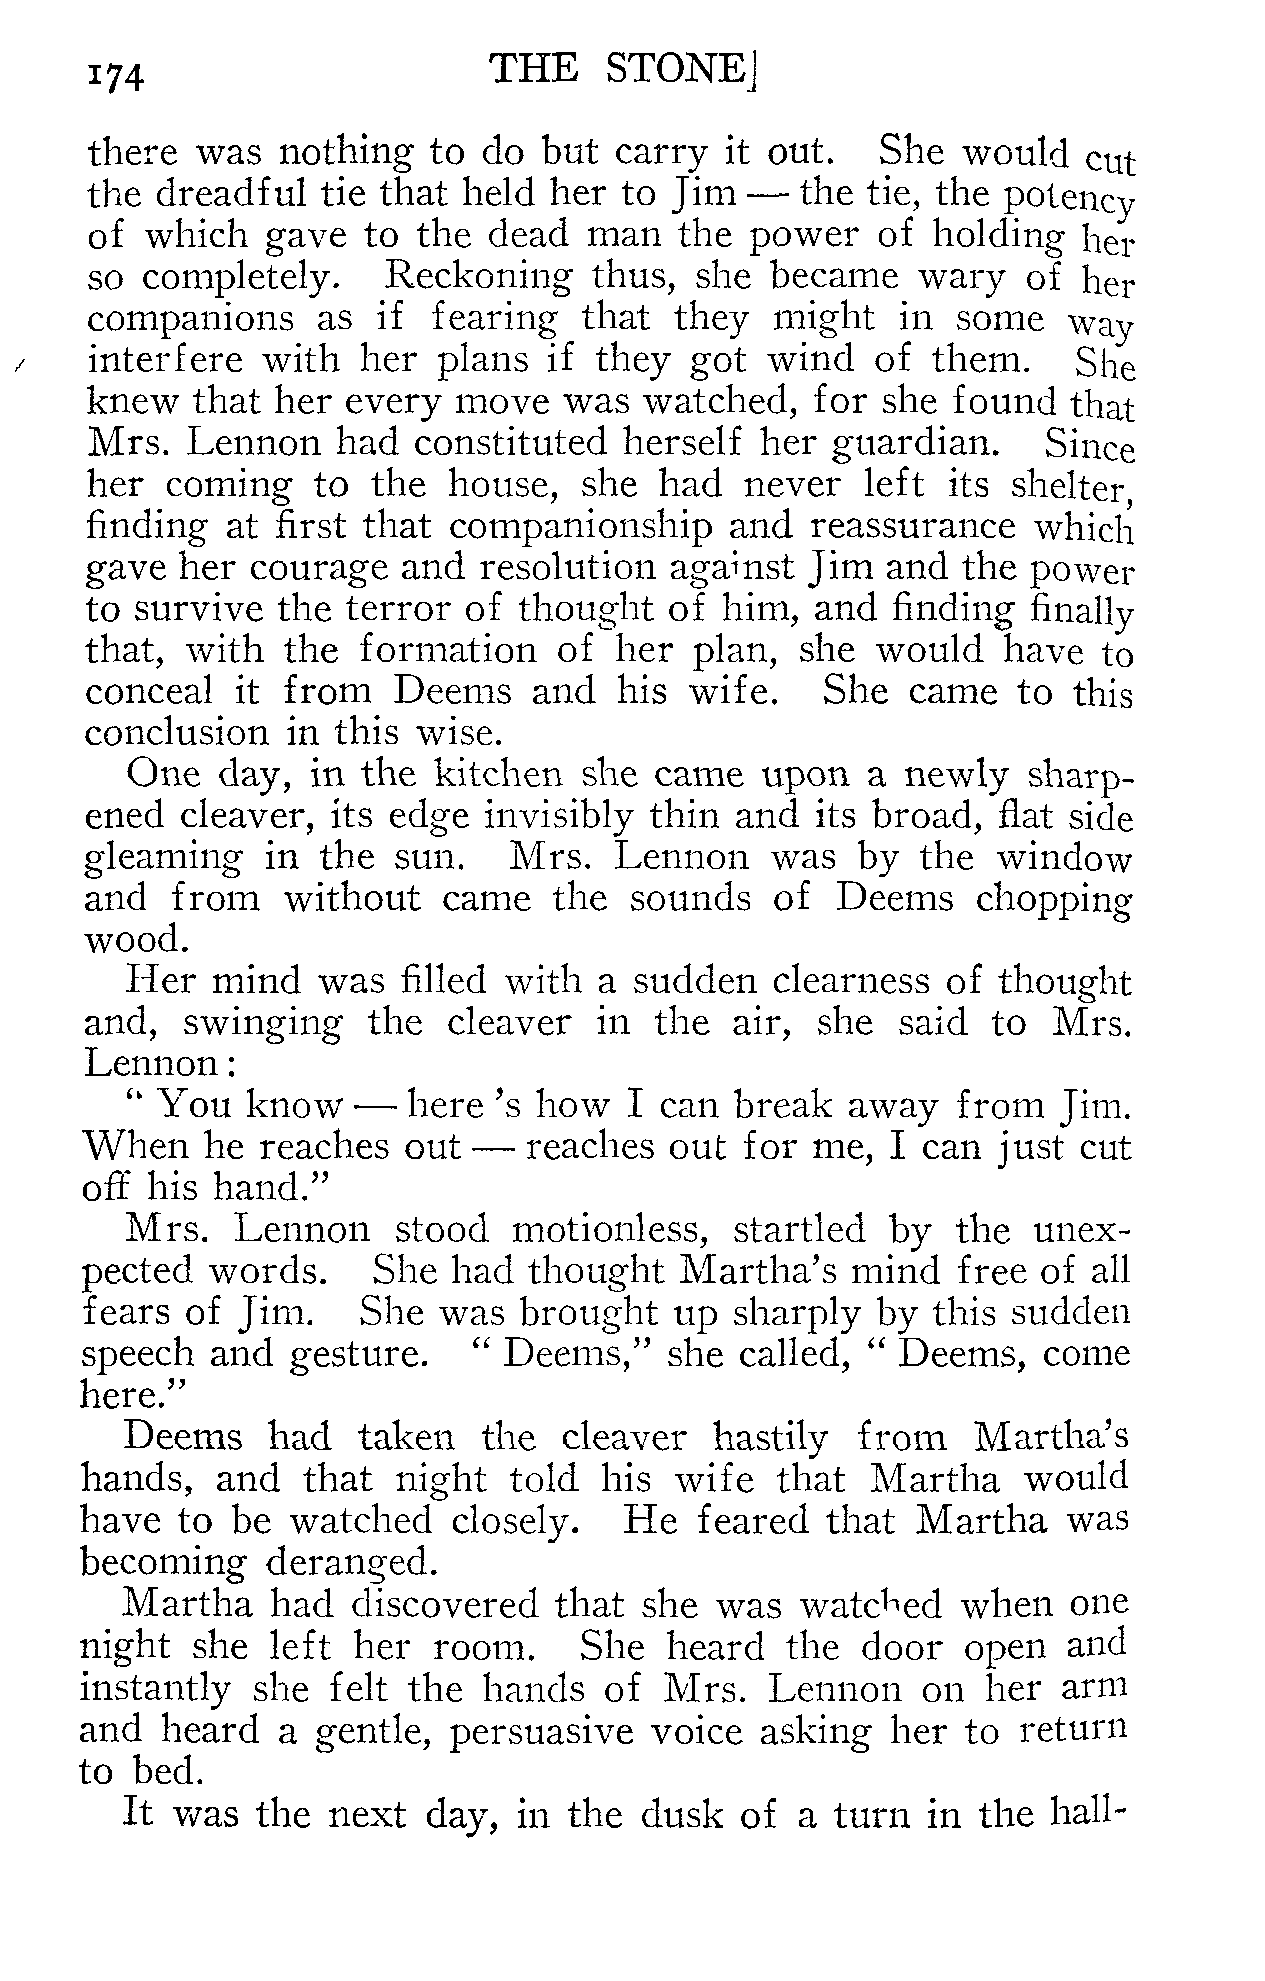 174 THE STONE]
there was nothing to do but carry it out. She would cut
the dreadful tie that held her to Jim — the tie, the potency
of which gave to the dead man the power of holding her
so completely. Reckoning thus, she became wary of her
companions as if fearing that they might in some way
interfere with her plans if they got wind of them. She
knew that her every move was watched, for she found that
Mrs. Lennon had constituted herself her guardian. Since
her coming to the house, she had never left its shelter,
finding at first that companionship and reassurance which
gave her courage and resolution against Jim and the power
to survive the terror of thought of him, and finding finally
that, with the formation of her plan, she would have to
conceal it from Deems and his wife. She came to this
conclusion in this wise.
One day, in the kitchen she came upon a newly sharp-
ened cleaver, its edge invisibly thin and its broad, flat side
gleaming in the sun. Mrs. Lennon was by the window
and from without came the sounds of Deems chopping
wood.
Her mind was filled with a sudden clearness of thought
and, swinging the cleaver in the air, she said to Mrs.
Lennon :
“ You know — here 's how I can break away from Jim.
When he reaches out — reaches out for me, I can just cut
off his hand.”
Mrs. Lennon stood motionless, startled by the unex-
pected words. She had thought Martha's mind free of all
fears of Jim. She was brought up sharply by this sudden
speech and gesture. “ Deems,” she called, “ Deems, come
here.”
Deems had taken the cleaver hastily from Martha's
hands, and that night told his wife that Martha would
have to be watched closely. He feared that Martha was
becoming deranged.
Martha had discovered that she was watched when one
night she left her room. She heard the door open and
instantly she felt the hands of Mrs. Lennon on her arm
and heard a gentle, persuasive voice asking her to return
to bed.
It was the next day, in the dusk of a turn in the hall-